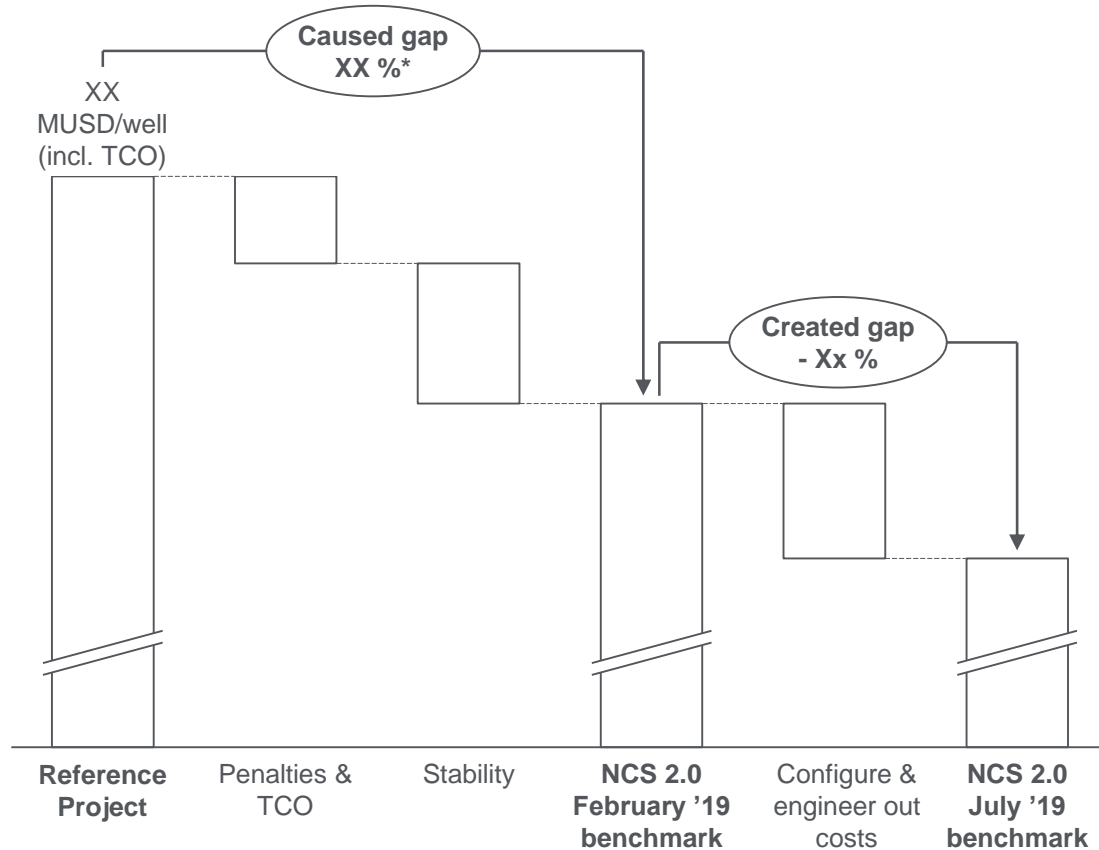 Caused gap
XX %*
XX
MUSD/well
(incl. TCO)
Created gap
- Xx %
Reference
Project
Penalties &
TCO
Stability
NCS 2.0
February ’19
benchmark
Configure &
engineer out
costs
NCS 2.0
July ’19
benchmark